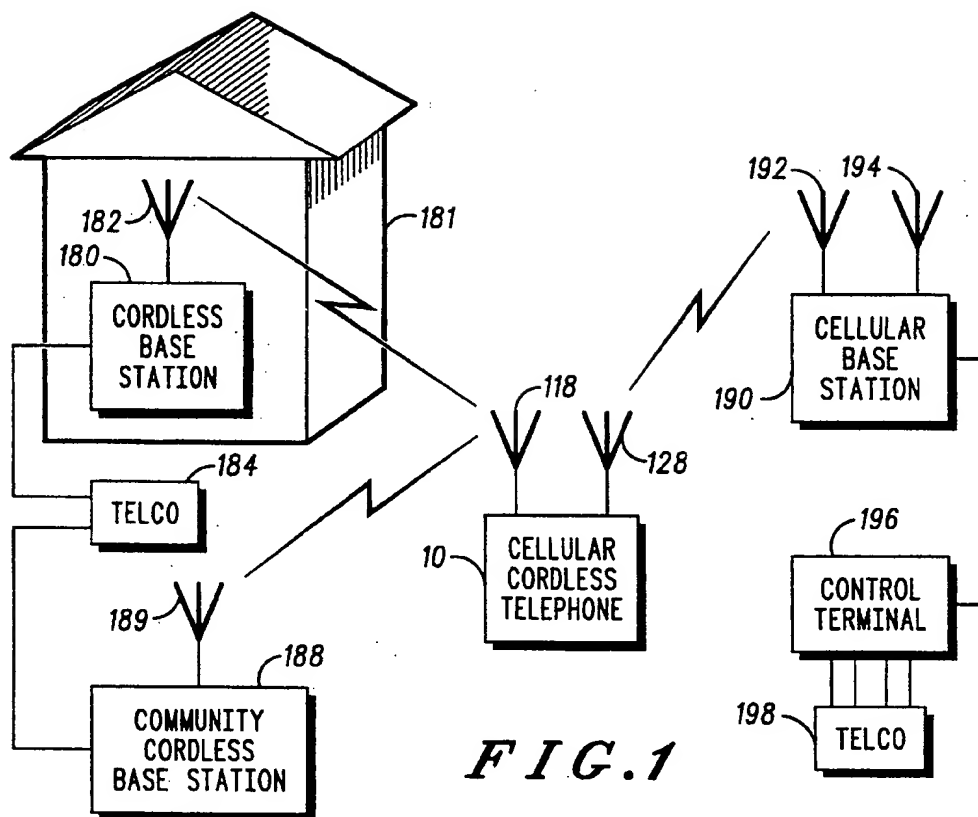 182
180
CORDLESS
BASE
STATION
181
184
TELCO
189
188
COMMUNITY
CORDLESS
BASE STATION
118
128
10
CELLULAR
CORDLESS
TELEPHONE
192
194
190
CELLULAR
BASE
STATION
196
CONTROL
TERMINAL
198
TELCO
FIG.1